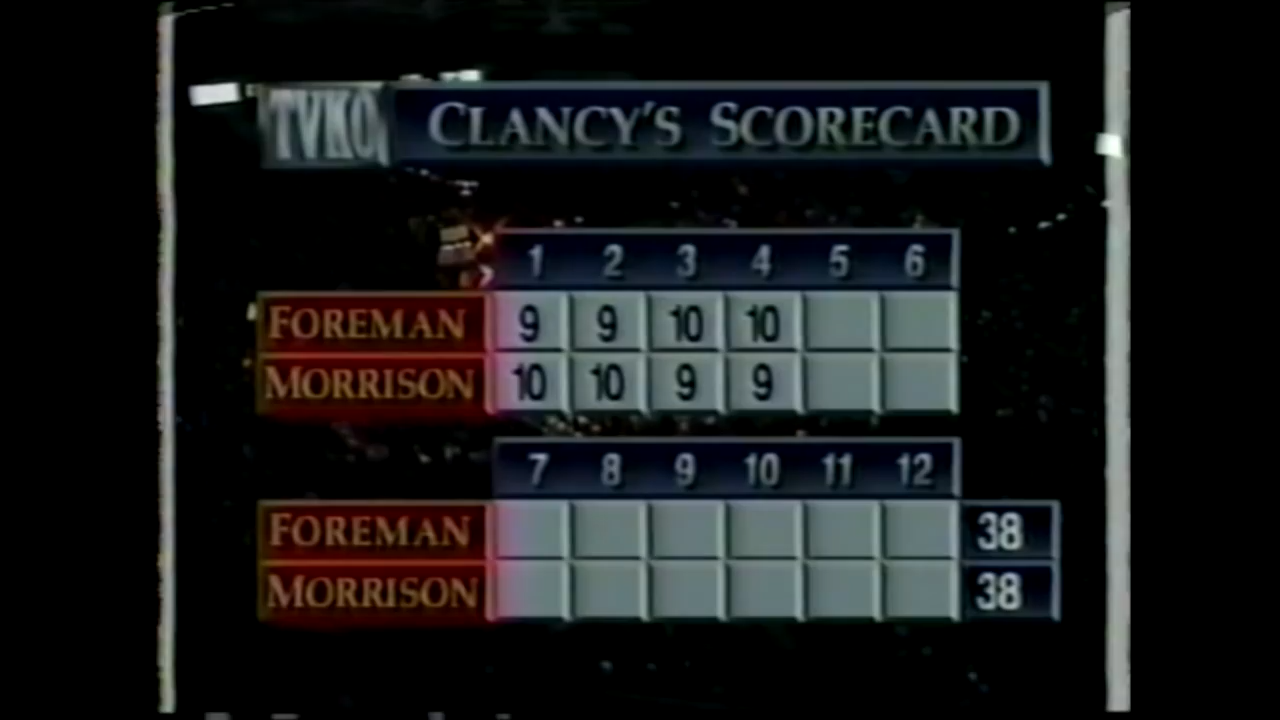 TVKO CLANCY'S SCORECARD
1 2 3 4 5 6
FOREMAN 9 9 10 10
MORRISON 10 10 9 9
7 8 9 10 11 12
FOREMAN 38
MORRISON 38